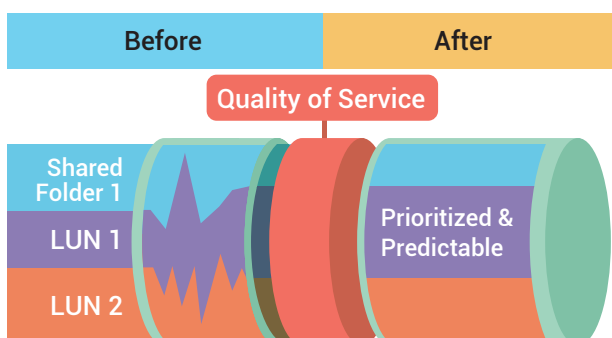 Before
After
Quality of Service
Shared
Folder 1
LUN 1
LUN 2
Prioritized &
Predictable